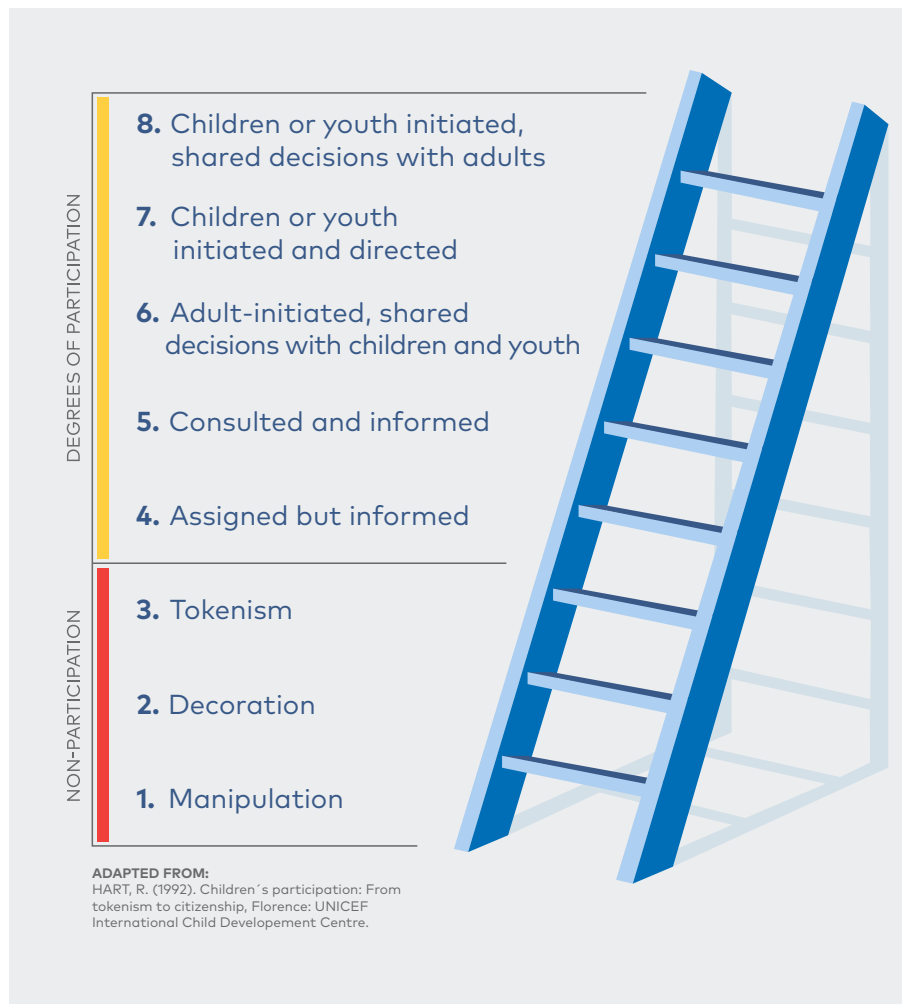 DEGREES OF PARTICIPATION
8. Children or youth initiated,
shared decisions with adults
7. Children or youth
initiated and directed
6. Adult-initiated, shared
decisions with children and youth
5. Consulted and informed
4. Assigned but informed
NON-PARTICIPATION
3. Tokenism
2. Decoration
1. Manipulation
ADAPTED FROM:
HART, R. (1992). Children´s participation: From
tokenism to citizenship, Florence: UNICEF
International Child Developement Centre.